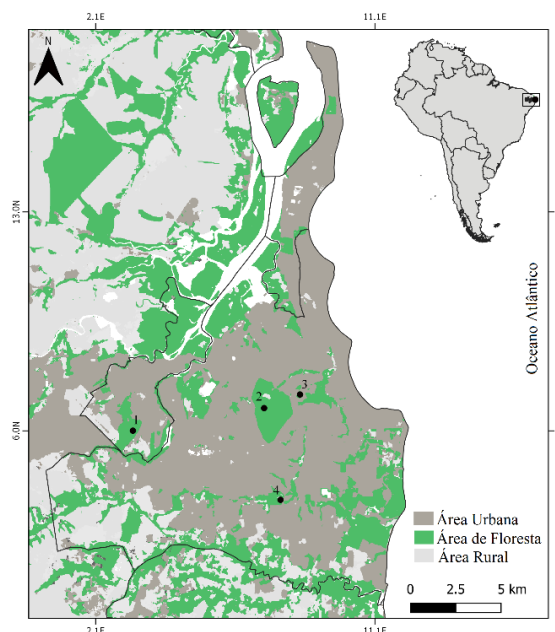 2.1E
11.1E
N
13.0N
Oceano Atlântico
3
2
1
6.0N
4
Área Urbana
Área de Floresta
Área Rural
0 2.5 5 km
2.1E
11.1E